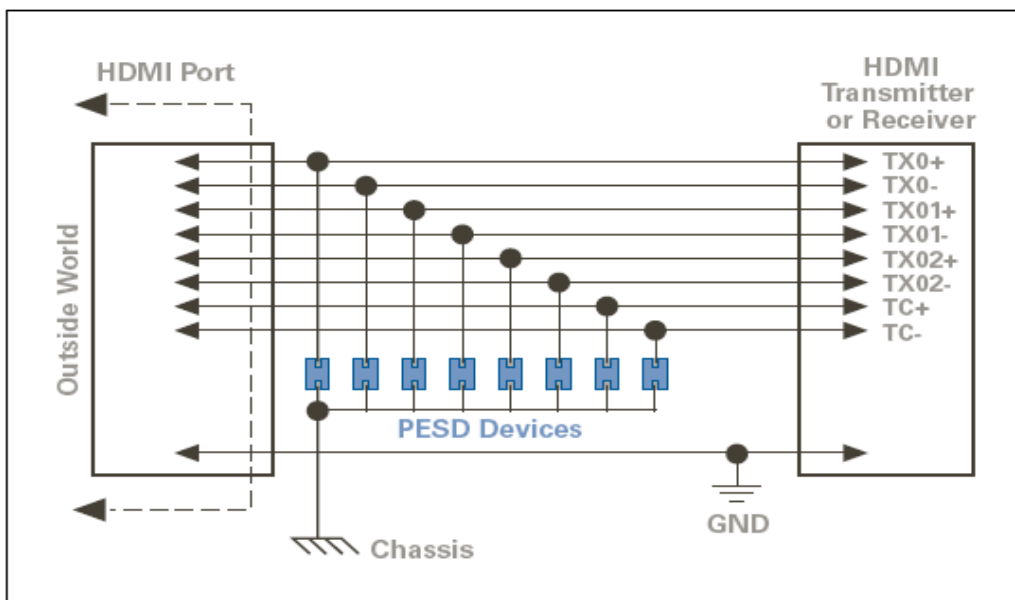 HDMI Port
HDMI
Transmitter
or Receiver
Outside World
TX0+
TX0-
TX01+
TX01-
TX02+
TX02-
TC+
TC-
PESD Devices
GND
Chassis